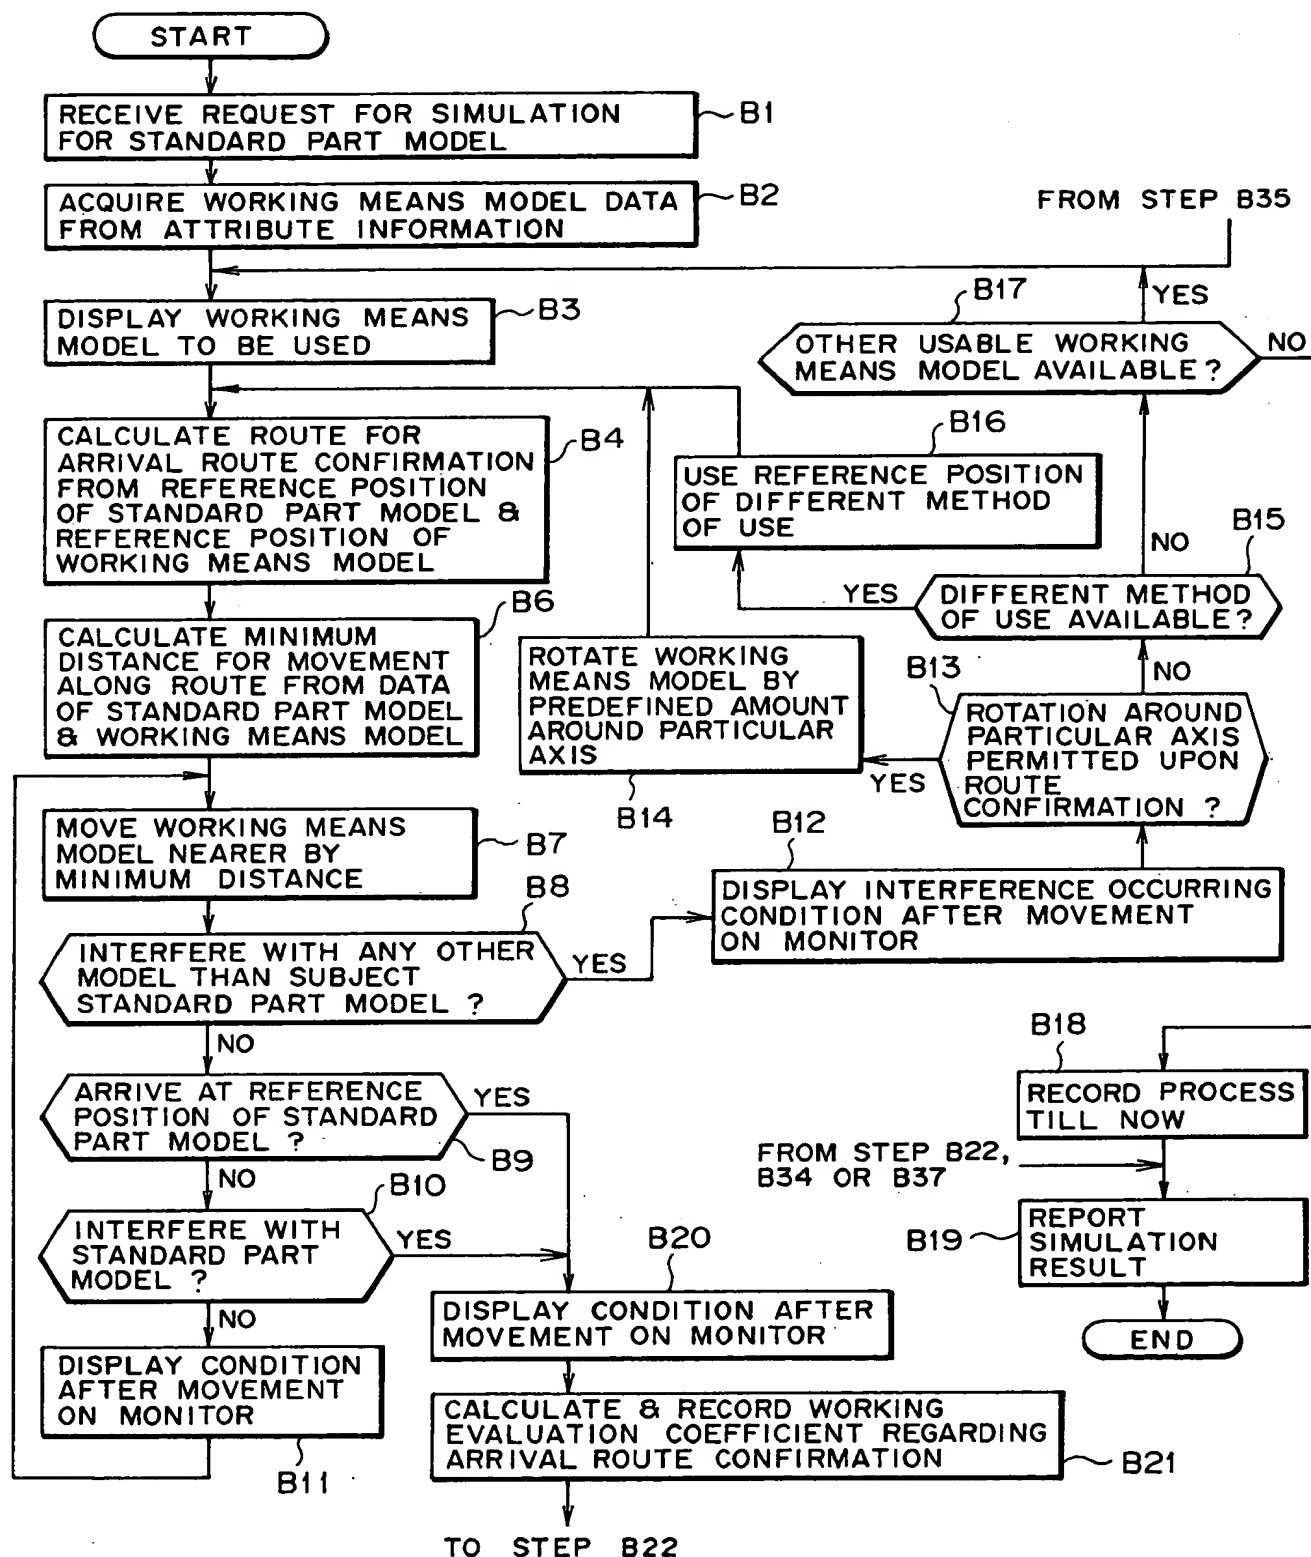 START
RECEIVE REQUEST FOR SIMULATION
FOR STANDARD PART MODEL
B1
ACQUIRE WORKING MEANS MODEL DATA
FROM ATTRIBUTE INFORMATION
B2
FROM STEP B35
DISPLAY WORKING MEANS
MODEL TO BE USED
B3
B17
YES
OTHER USABLE WORKING
MEANS MODEL AVAILABLE?
NO
CALCULATE ROUTE FOR
ARRIVAL ROUTE CONFIRMATION
FROM REFERENCE POSITION
OF STANDARD PART MODEL &
REFERENCE POSITION OF
WORKING MEANS MODEL
B4
B16
USE REFERENCE POSITION
OF DIFFERENT METHOD
OF USE
NO
B15
YES
DIFFERENT METHOD
OF USE AVAILABLE?
B6
CALCULATE MINIMUM
DISTANCE FOR MOVEMENT
ALONG ROUTE FROM DATA
OF STANDARD PART MODEL
& WORKING MEANS MODEL
ROTATE WORKING
MEANS MODEL BY
PREDEFINED AMOUNT
AROUND PARTICULAR
AXIS
B14
B13
NO
ROTATION AROUND
PARTICULAR AXIS
PERMITTED UPON
ROUTE
CONFIRMATION ?
YES
MOVE WORKING MEANS
MODEL NEARER BY
MINIMUM DISTANCE
B7
B12
DISPLAY INTERFERENCE OCCURRING
CONDITION AFTER MOVEMENT
ON MONITOR
B8
INTERFERE WITH ANY OTHER
MODEL THAN SUBJECT
STANDARD PART MODEL ?
YES
NO
ARRIVE AT REFERENCE
POSITION OF STANDARD
PART MODEL ?
YES
B9
NO
B10
INTERFERE WITH
STANDARD PART
MODEL ?
YES
NO
DISPLAY CONDITION
AFTER MOVEMENT
ON MONITOR
B11
B18
RECORD PROCESS
TILL NOW
FROM STEP B22,
B34 OR B37
B19
REPORT
SIMULATION
RESULT
END
B20
DISPLAY CONDITION AFTER
MOVEMENT ON MONITOR
CALCULATE & RECORD WORKING
EVALUATION COEFFICIENT REGARDING
ARRIVAL ROUTE CONFIRMATION
B21
TO STEP B22